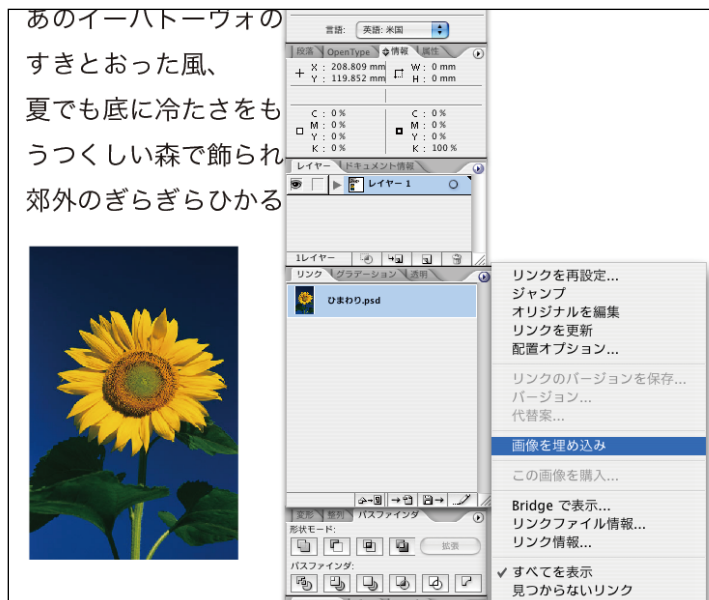 あのイーハトーヴォの
すきとおった風、
夏でも底に冷たさをも
うつくしい森で飾られ
郊外のぎらぎらひかる
言語: 英語: 米国
段落 OpenType 情報 属性
X : 208.809 mm
Y : 119.852 mm
W : 0 mm
H : 0 mm
C : 0 %
M : 0 %
Y : 0 %
K : 0 %
C : 0 %
M : 0 %
Y : 0 %
K : 100 %
レイヤー ドキュメント情報
レイヤー 1
1レイヤー
リンク グラデーション 透明
ひまわり.psd
リンクを再設定...
ジャンプ
オリジナルを編集
リンクを更新
配置オプション...
リンクのバージョンを保存...
バージョン...
代替案...
画像を埋め込み
この画像を購入...
Bridge で表示...
リンクファイル情報...
リンク情報...
✓ すべてを表示
見つからないリンク
変形 整列 パスファインダ
形状モード:
拡張
パスファインダ: